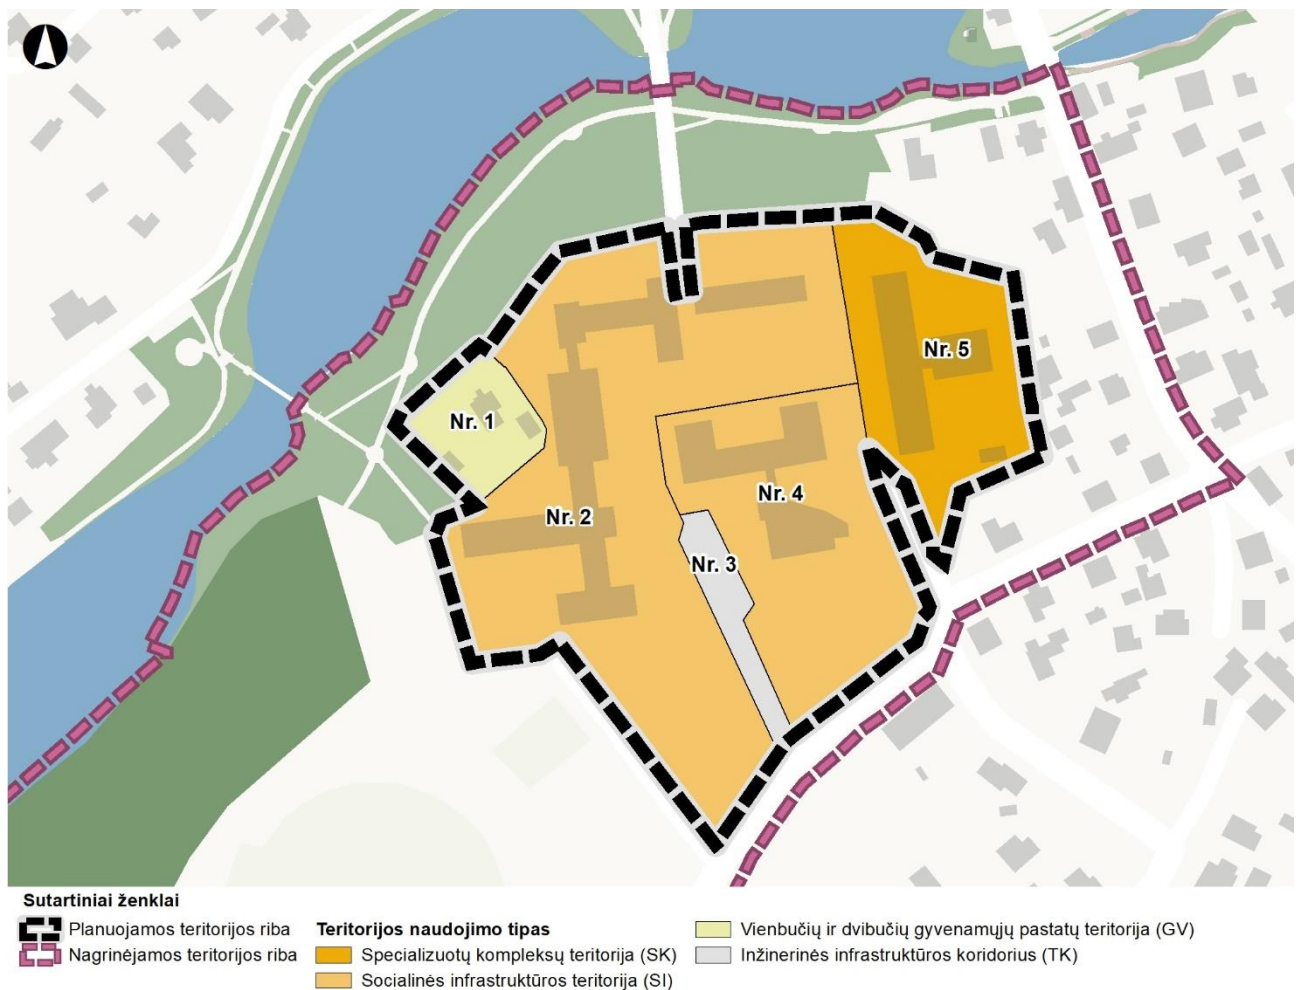 Nr. 5
Nr. 1
Nr. 4
Nr. 2
Nr. 3
Sutartiniai ženklai
Planuojamos teritorijos riba
Nagrinėjamos teritorijos riba
Teritorijos naudojimo tipas
Specializuotų kompleksų teritorija (SK)
Socialinės infrastruktūros teritorija (SI)
Vienbučių ir dvibučių gyvenamųjų pastatų teritorija (GV)
Inžinerinės infrastruktūros koridorius (TK)